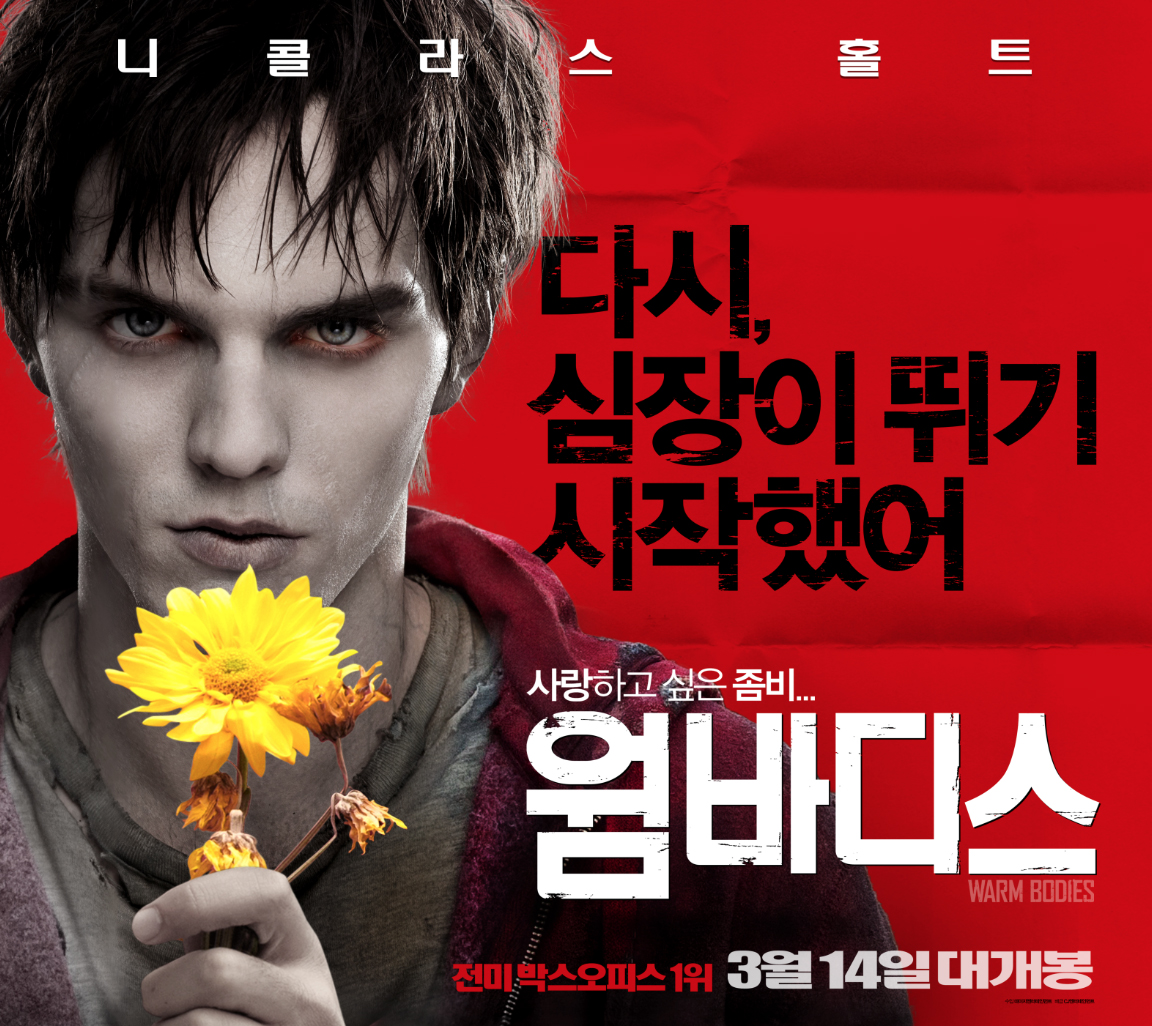 니콜라스 홀트
다시,
심장이 뛰기
시작했어
사랑하고 싶은 좀비...
웜바디스
WARM BODIES
전미 박스오피스 1위 3월 14일 대개봉